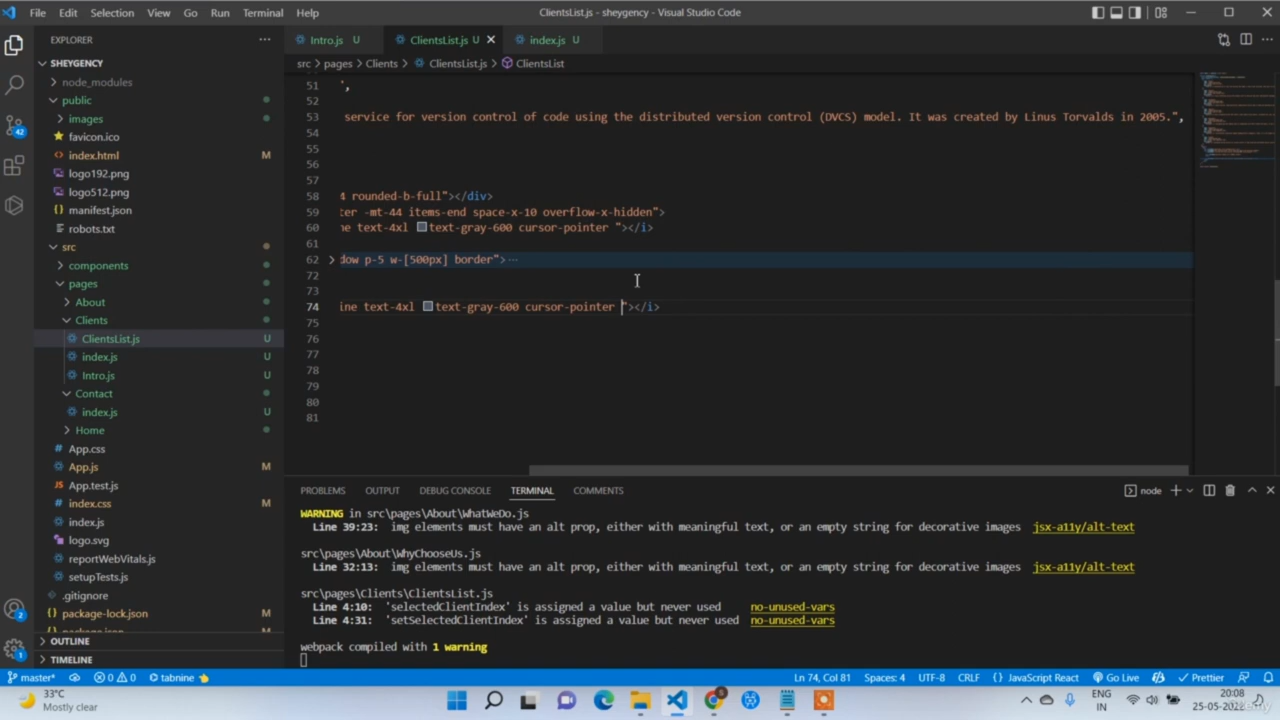 File Edit Selection View Go Run Terminal Help
ClientsList.js - sheygency - Visual Studio Code
EXPLORER
Intro.js U
ClientsList.js U
index.js U
src > pages > Clients > ClientsList.js > ClientsList
SHEYGENCY
node_modules
public
images
favicon.ico
index.html M
logo192.png
logo512.png
manifest.json
robots.txt
src
components
pages
About
Clients
ClientsList.js U
index.js U
Intro.js U
Contact
index.js U
Home
App.css
App.js M
App.test.js
index.css M
index.js
logo.svg
reportWebVitals.js
setupTests.js
.gitignore
package-lock.json M
OUTLINE
TIMELINE
51 ',
52
53 service for version control of code using the distributed version control (DVCS) model. It was created by Linus Torvalds in 2005.",
54
55
56
57
58 4 rounded-b-full"></div>
59 ter -mt-44 items-end space-x-10 overflow-x-hidden">
60 ne text-4xl text-gray-600 cursor-pointer "></i>
61
62 dow p-5 w-[500px] border">
72
73
74 ine text-4xl text-gray-600 cursor-pointer "></i>
75
76
77
78
79
80
81
PROBLEMS OUTPUT DEBUG CONSOLE TERMINAL COMMENTS
node
WARNING in src\pages\About\WhatWeDo.js
Line 39:23: img elements must have an alt prop, either with meaningful text, or an empty string for decorative images jsx-a11y/alt-text
src\pages\About\WhyChooseUs.js
Line 32:13: img elements must have an alt prop, either with meaningful text, or an empty string for decorative images jsx-a11y/alt-text
src\pages\Clients\ClientsList.js
Line 4:10: 'selectedClientIndex' is assigned a value but never used no-unused-vars
Line 4:31: 'setSelectedClientIndex' is assigned a value but never used no-unused-vars
webpack compiled with 1 warning
master* 0 0 tabnine
Ln 74, Col 81 Spaces: 4 UTF-8 CRLF {} JavaScript React Go Live Prettier
33°C
Mostly clear
ENG
IN
20:08
25-05-2022